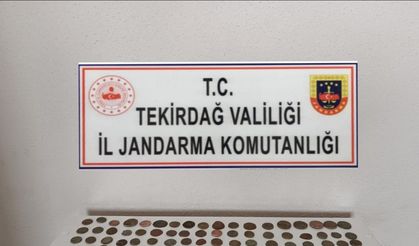 T.C.
TEKİRDAĞ VALİLİĞİ
İL JANDARMA KOMUTANLIĞI